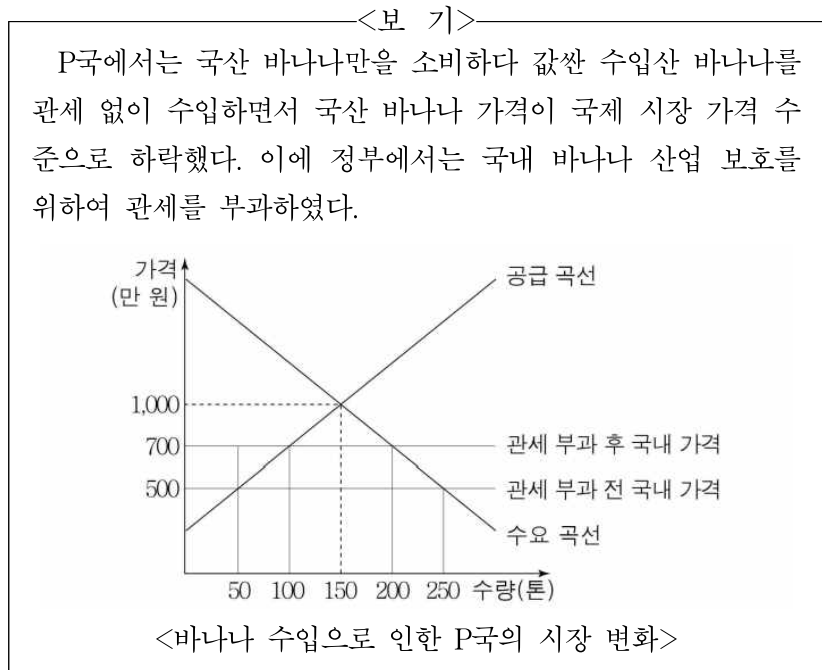 <보 기>
P국에서는 국산 바나나만을 소비하다 값싼 수입산 바나나를
관세 없이 수입하면서 국산 바나나 가격이 국제 시장 가격 수
준으로 하락했다. 이에 정부에서는 국내 바나나 산업 보호를
위하여 관세를 부과하였다.
가격
(만 원)
공급 곡선
1,000
700
관세 부과 후 국내 가격
500
관세 부과 전 국내 가격
수요 곡선
50 100 150 200 250 수량(톤)
<바나나 수입으로 인한 P국의 시장 변화>